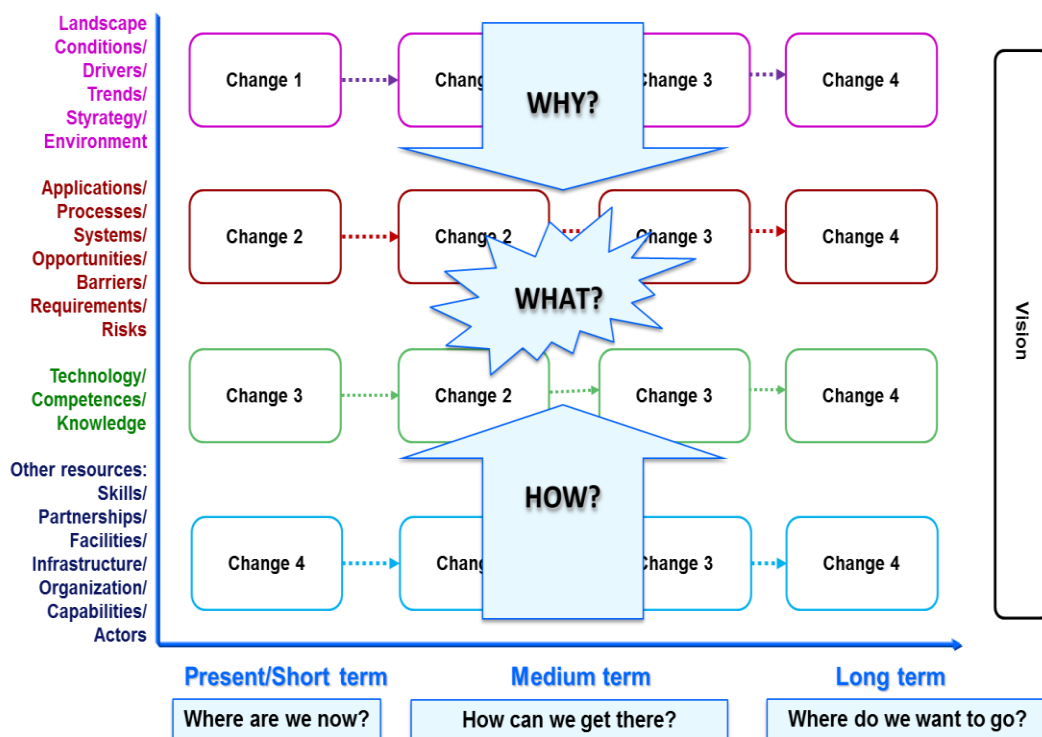 Landscape
Conditions/
Drivers/
Trends/
Styrategy/
Environment
Change 1
Chang
Change 3
Change 4
WHY?
Applications/
Processes/
Systems/
Opportunities/
Barriers/
Requirements/
Risks
Change 2
Change 2
Change 3
Change 4
WHAT?
Technology/
Competences/
Knowledge
Change 3
Change 2
Change 3
Change 4
Other resources:
Skills/
Partnerships/
Facilities/
Infrastructure/
Organization/
Capabilities/
Actors
HOW?
Change 4
Chang
Change 3
Change 4
Vision
Present/Short term
Medium term
Long term
Where are we now?
How can we get there?
Where do we want to go?